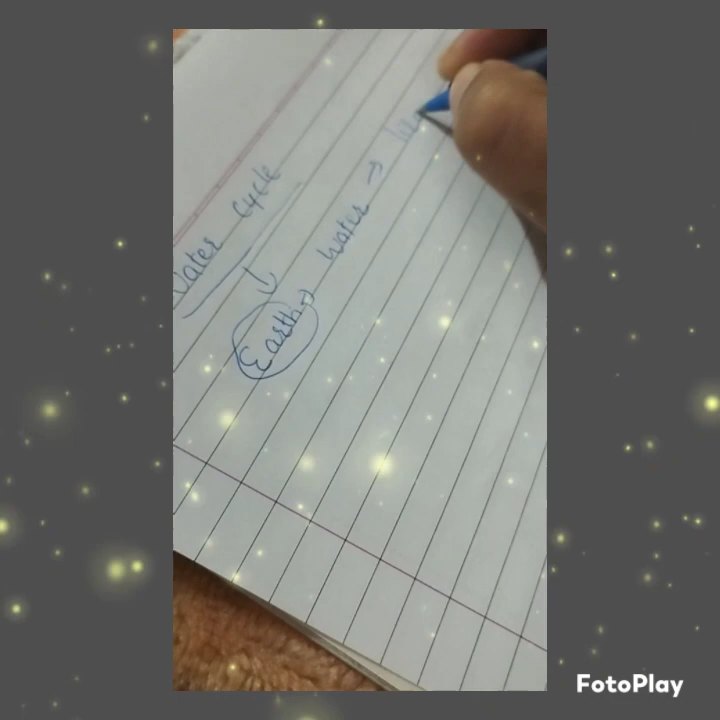 Water Cycle
↓
Earth → Water →
FotoPlay